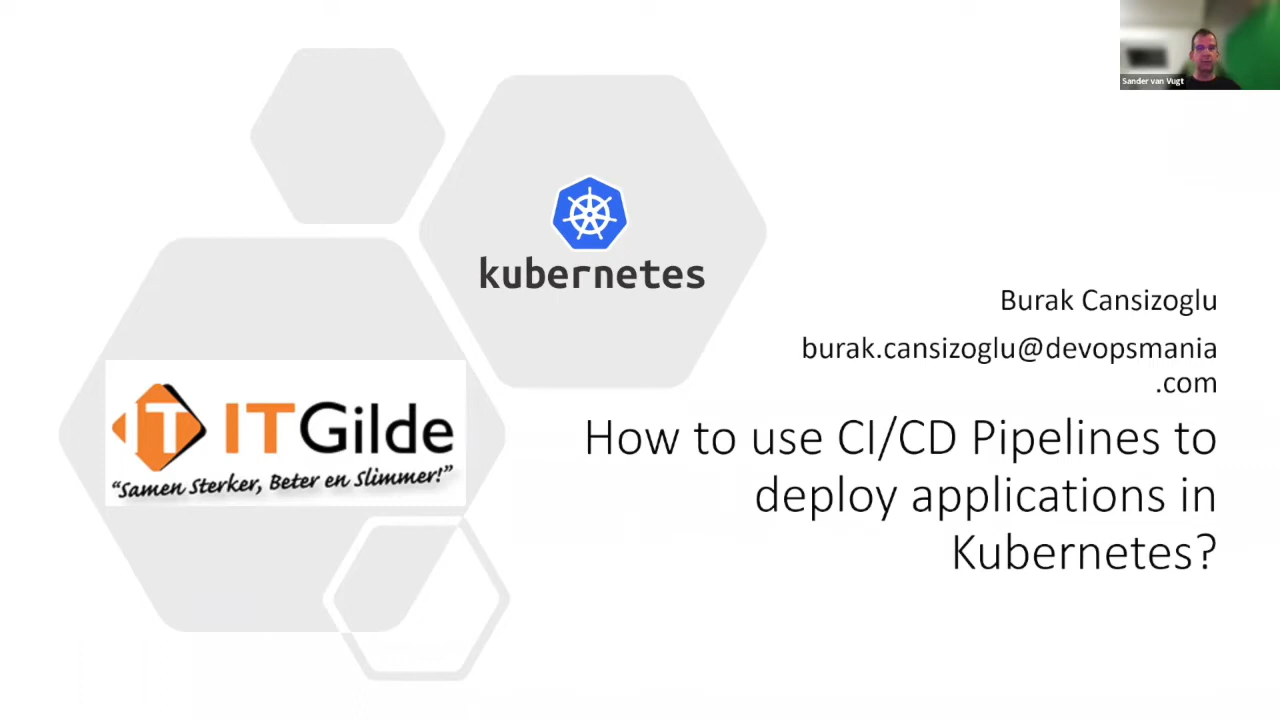 Sander van Vugt
kubernetes
Burak Cansizoglu
burak.cansizoglu@devopsmania
.com
IT ITGilde
“Samen Sterker, Beter en Slimmer!”
How to use CI/CD Pipelines to
deploy applications in
Kubernetes?